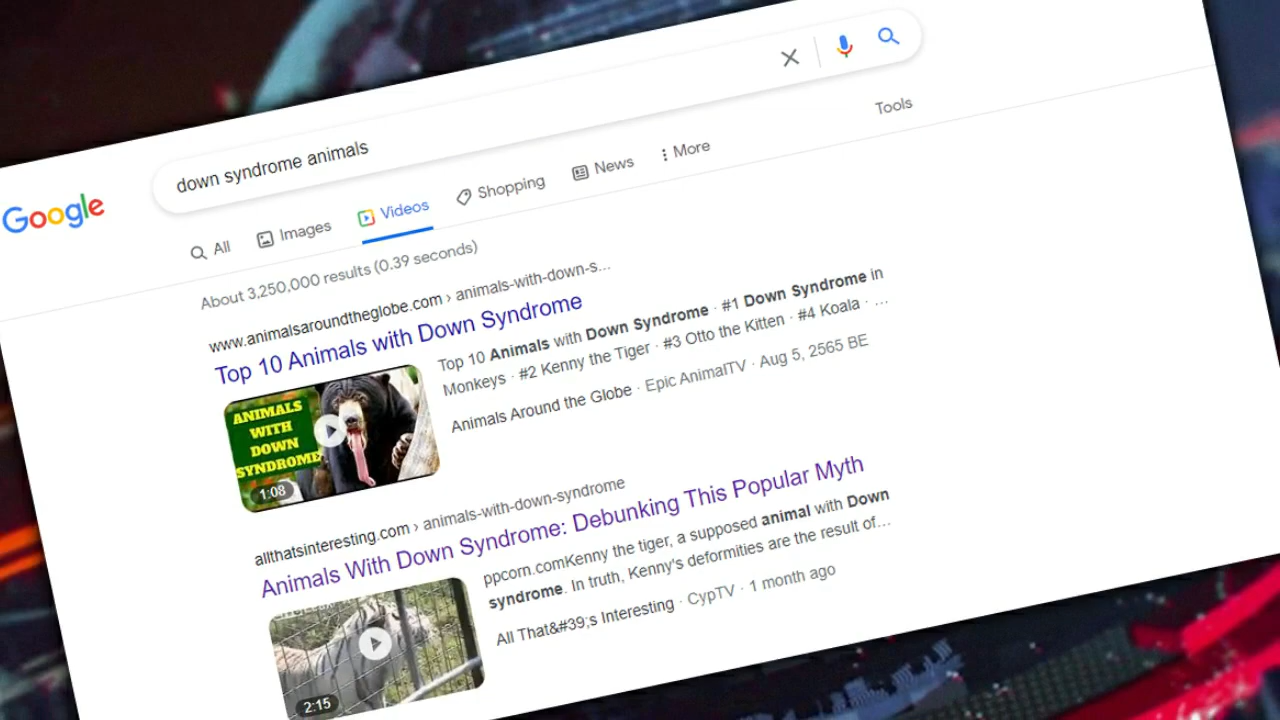 down syndrome animals
Google
All
Images
Videos
Shopping
News
More
Tools
About 3,250,000 results (0.39 seconds)
www.animalsaroundtheglobe.com › animals-with-down-s...
Top 10 Animals with Down Syndrome
ANIMALS
WITH
DOWN
SYNDROME
1:08
Top 10 Animals with Down Syndrome · #1 Down Syndrome in
Monkeys · #2 Kenny the Tiger · #3 Otto the Kitten · #4 Koala · ...
Animals Around the Globe · Epic AnimalTV · Aug 5, 2565 BE
allthatsinteresting.com › animals-with-down-syndrome
Animals With Down Syndrome: Debunking This Popular Myth
2:15
ppcorn.comKenny the tiger, a supposed animal with Down
syndrome. In truth, Kenny's deformities are the result of...
All That&#39;s Interesting · CypTV · 1 month ago